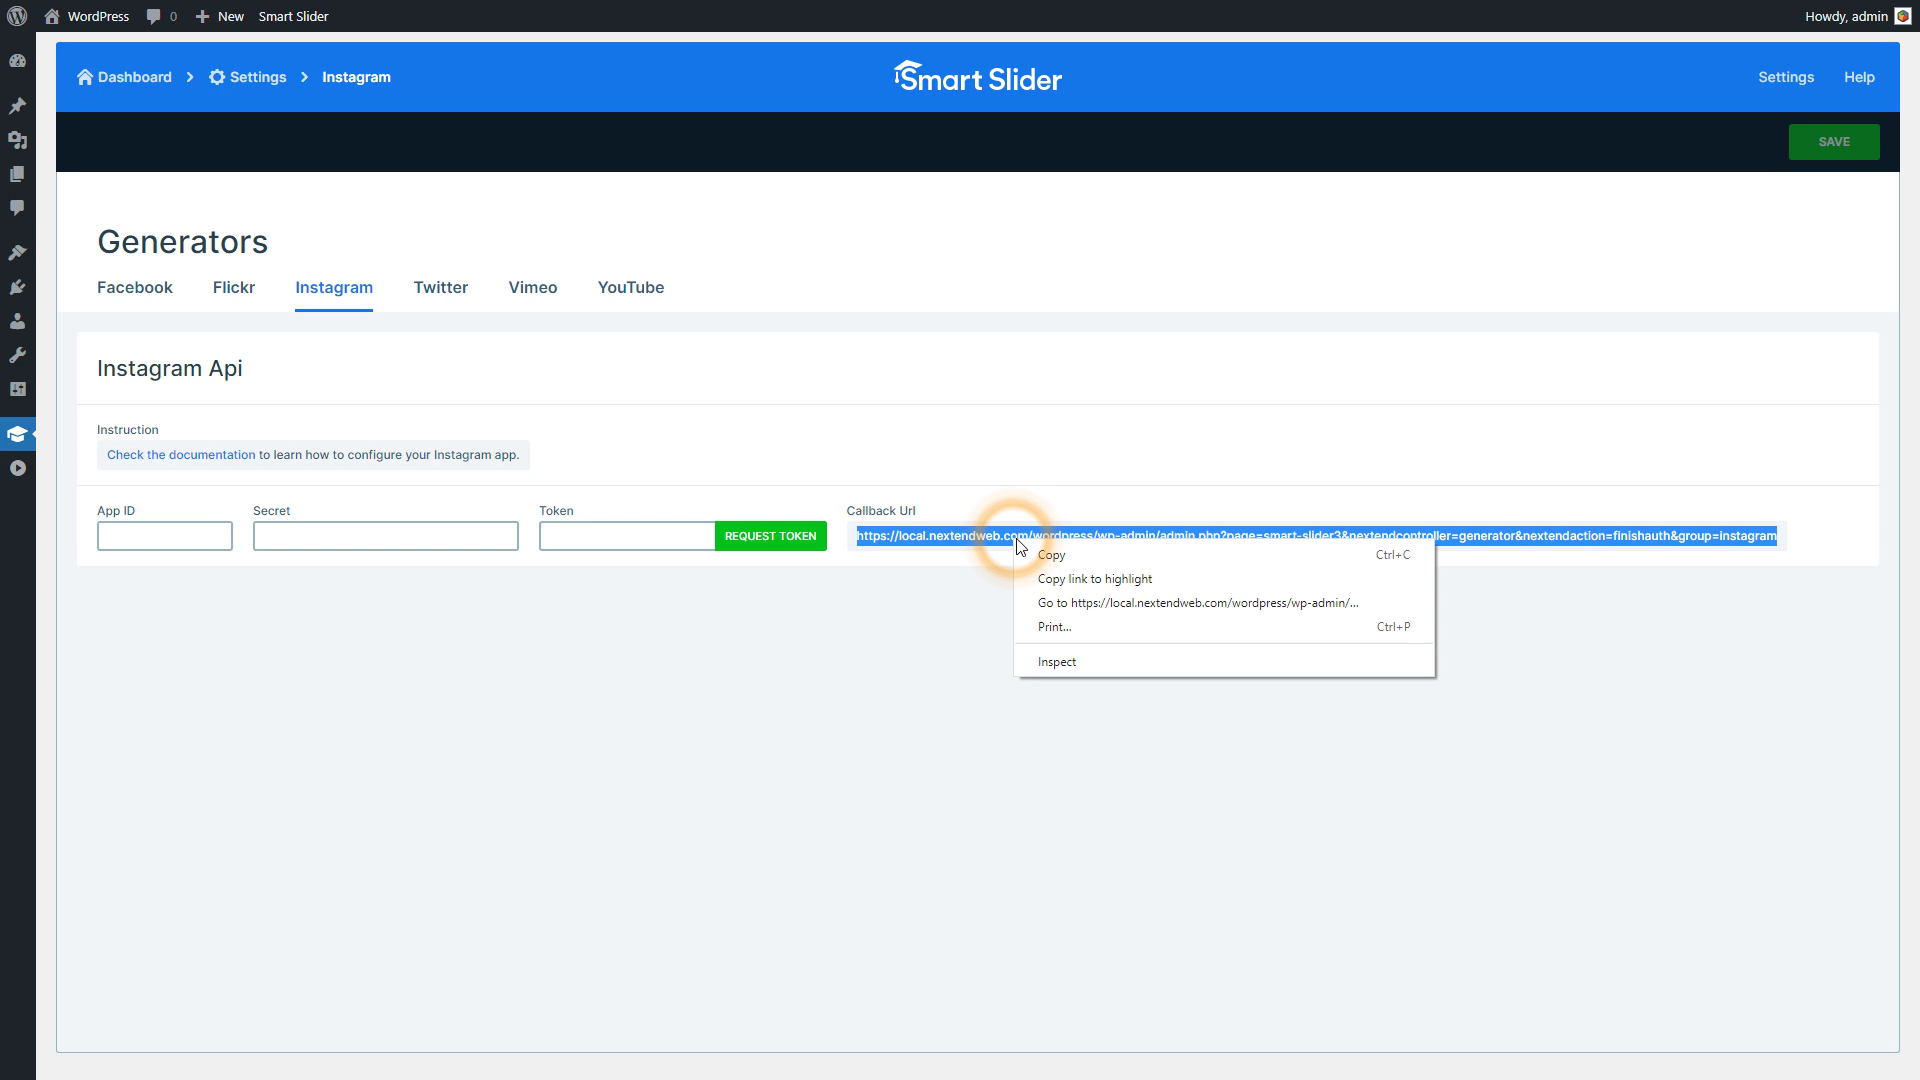 WordPress 0 New Smart Slider Howdy, admin
Dashboard Settings Instagram Smart Slider Settings Help
SAVE
Generators
Facebook Flickr Instagram Twitter Vimeo YouTube
Instagram Api
Instruction
Check the documentation to learn how to configure your Instagram app.
App ID Secret Token Callback Url
REQUEST TOKEN https://local.nextendweb.com/wordpress/wp-admin/admin.php?page=smart-slider3&nextendcontroller=generator&nextendaction=finishauth&group=instagram
Copy Ctrl+C
Copy link to highlight
Go to https://local.nextendweb.com/wordpress/wp-admin/...
Print... Ctrl+P
Inspect